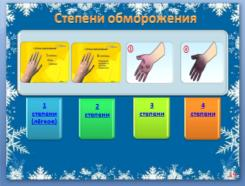 Степени обморожения
1
степени
(лёгкое)
2
степени
3
степени
4
степени